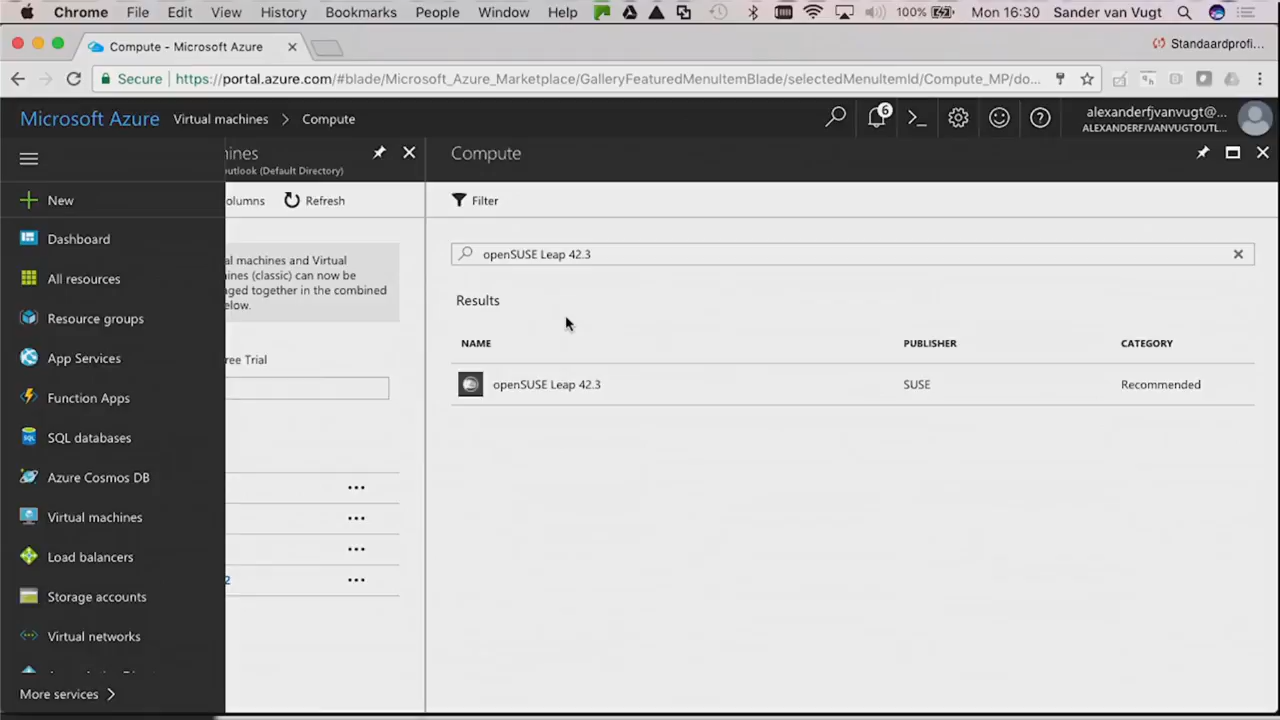 Chrome File Edit View History Bookmarks People Window Help 100% Mon 16:30 Sander van Vugt
Compute - Microsoft Azure
Standaardprofi...
Secure https://portal.azure.com/#blade/Microsoft_Azure_Marketplace/GalleryFeaturedMenuItemBlade/selectedMenuItemId/Compute_MP/do...
Microsoft Azure Virtual machines > Compute
6
alexanderfjvanvugt@...
ALEXANDERFJVANVUGTOUTL...
New
Dashboard
All resources
Resource groups
App Services
Function Apps
SQL databases
Azure Cosmos DB
Virtual machines
Load balancers
Storage accounts
Virtual networks
More services >
ines
utlook (Default Directory)
olumns Refresh
al machines and Virtual
ines (classic) can now be
aged together in the combined
elow.
ree Trial
2
Compute
Filter
openSUSE Leap 42.3
Results
NAME PUBLISHER CATEGORY
openSUSE Leap 42.3 SUSE Recommended